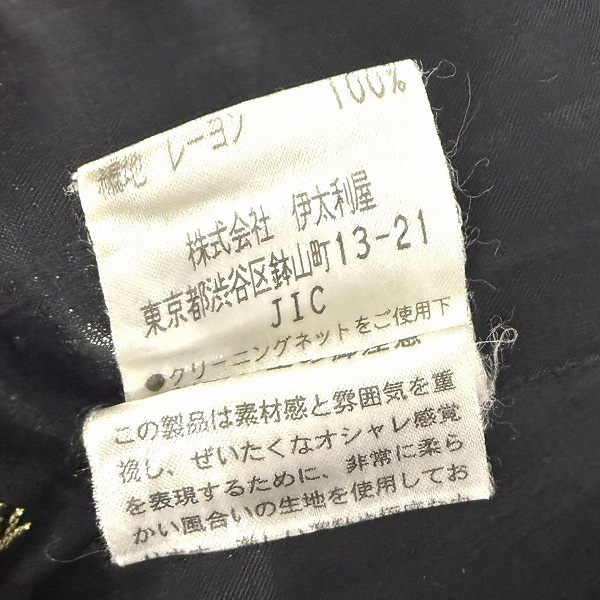 レーヨン 100%
株式会社 伊太利屋
東京都渋谷区鉢山町13-21
JIC
●クリーニングネットをご使用下
この製品は素材感と雰囲気を重
視し、ぜいたくなオシャレ感覚
を表現するために、非常に柔ら
かい風合いの生地を使用してお